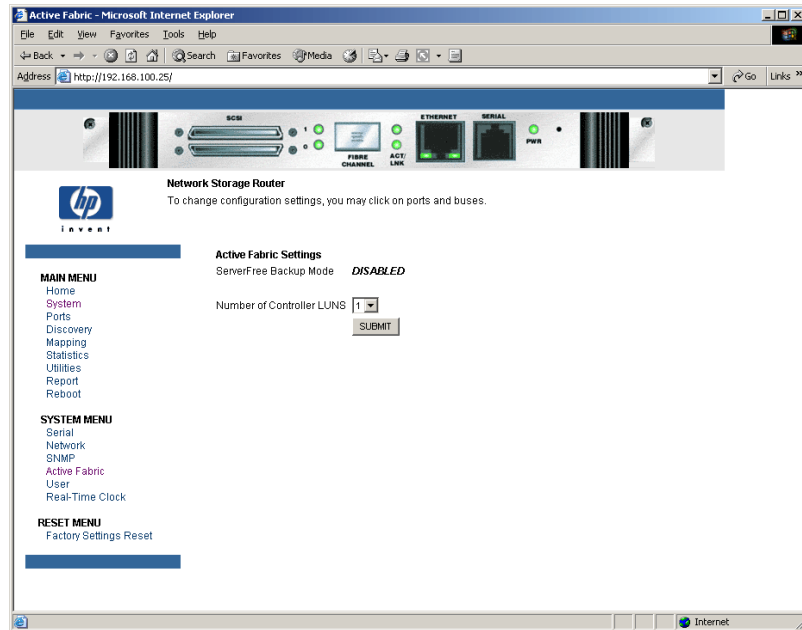 Active Fabric - Microsoft Internet Explorer
File Edit View Favorites Tools Help
Back Search Favorites Media
Address http://192.168.100.25/ Go Links »
SCSI ETHERNET SERIAL
1
0
FIBRE CHANNEL
ACT/ LNK
PWR
hp
invent
Network Storage Router
To change configuration settings, you may click on ports and buses.
Active Fabric Settings
ServerFree Backup Mode DISABLED
Number of Controller LUNS 1
SUBMIT
MAIN MENU
Home
System
Ports
Discovery
Mapping
Statistics
Utilities
Report
Reboot
SYSTEM MENU
Serial
Network
SNMP
Active Fabric
User
Real-Time Clock
RESET MENU
Factory Settings Reset
Internet